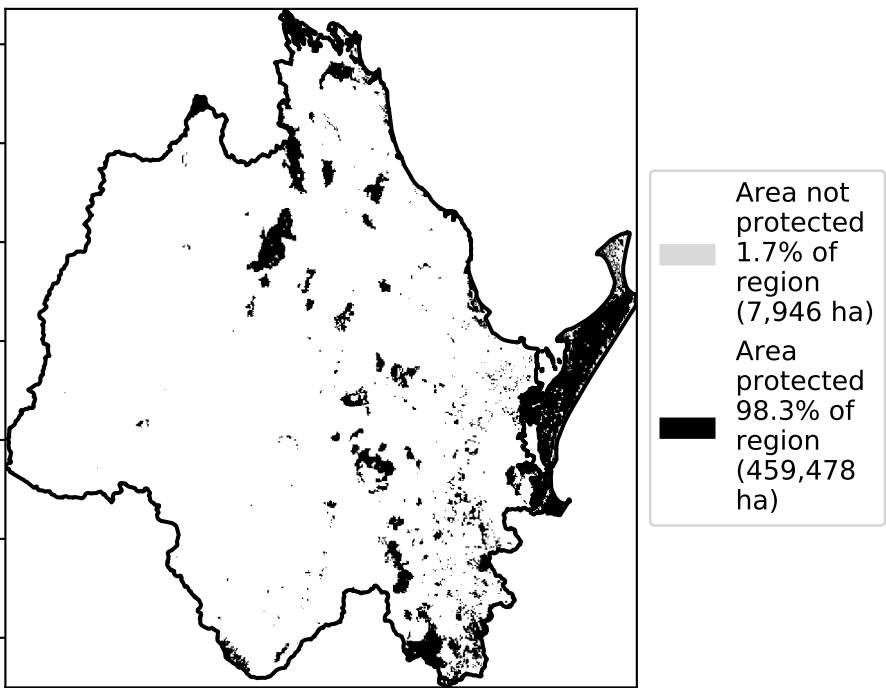 Area not
protected
1.7% of
region
(7,946 ha)
Area
protected
98.3% of
region
(459,478
ha)